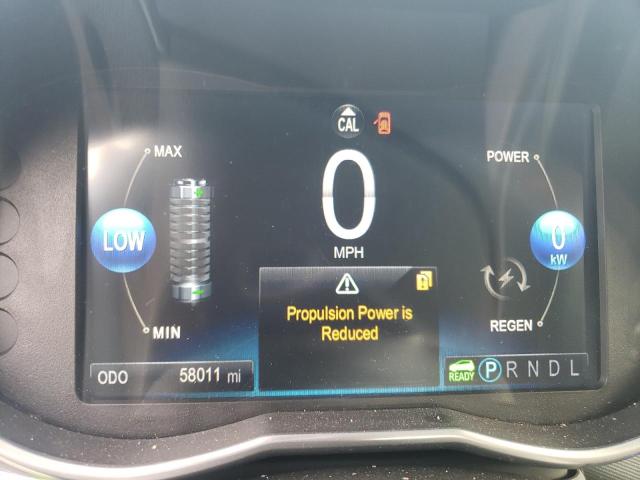 CAL
MAX
POWER
0
LOW
0
kW
MPH
Propulsion Power is
Reduced
MIN
REGEN
ODO 58011 mi
READY P R N D L